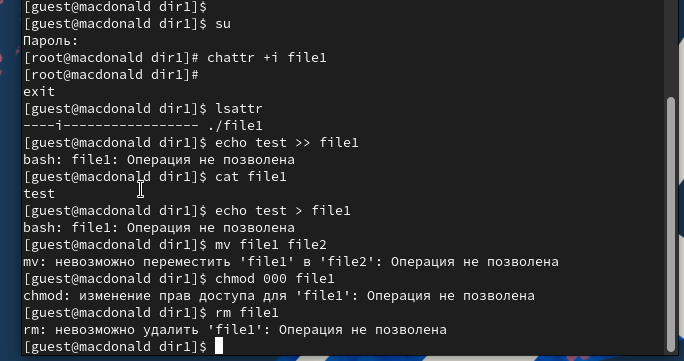 [guest@macdonald dir1]$
[guest@macdonald dir1]$ su
Пароль:
[root@macdonald dir1]# chattr +i file1
[root@macdonald dir1]#
exit
[guest@macdonald dir1]$ lsattr
----i----------------- ./file1
[guest@macdonald dir1]$ echo test >> file1
bash: file1: Операция не позволена
[guest@macdonald dir1]$ cat file1
test
[guest@macdonald dir1]$ echo test > file1
bash: file1: Операция не позволена
[guest@macdonald dir1]$ mv file1 file2
mv: невозможно переместить 'file1' в 'file2': Операция не позволена
[guest@macdonald dir1]$ chmod 000 file1
chmod: изменение прав доступа для 'file1': Операция не позволена
[guest@macdonald dir1]$ rm file1
rm: невозможно удалить 'file1': Операция не позволена
[guest@macdonald dir1]$